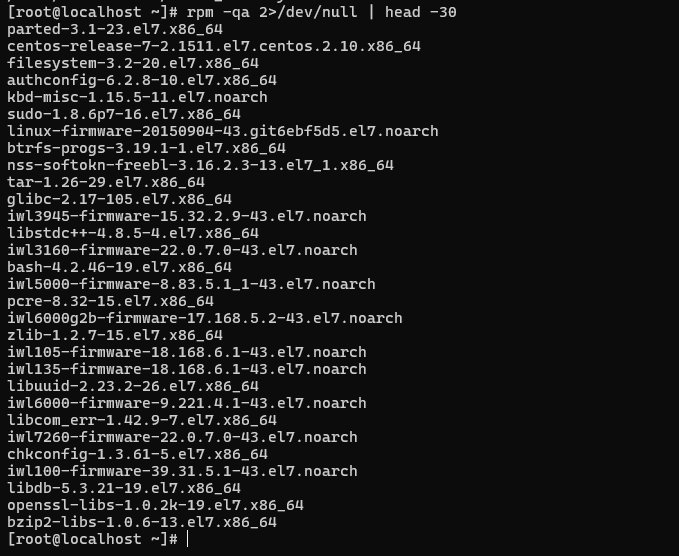 [root@localhost ~]# rpm -qa 2>/dev/null | head -30
parted-3.1-23.el7.x86_64
centos-release-7-2.1511.el7.centos.2.10.x86_64
filesystem-3.2-20.el7.x86_64
authconfig-6.2.8-10.el7.x86_64
kbd-misc-1.15.5-11.el7.noarch
sudo-1.8.6p7-16.el7.x86_64
linux-firmware-20150904-43.git6ebf5d5.el7.noarch
btrfs-progs-3.19.1-1.el7.x86_64
nss-softokn-freebl-3.16.2.3-13.el7_1.x86_64
tar-1.26-29.el7.x86_64
glibc-2.17-105.el7.x86_64
iwl3945-firmware-15.32.2.9-43.el7.noarch
libstdc++-4.8.5-4.el7.x86_64
iwl3160-firmware-22.0.7.0-43.el7.noarch
bash-4.2.46-19.el7.x86_64
iwl5000-firmware-8.83.5.1_1-43.el7.noarch
pcre-8.32-15.el7.x86_64
iwl6000g2b-firmware-17.168.5.2-43.el7.noarch
zlib-1.2.7-15.el7.x86_64
iwl105-firmware-18.168.6.1-43.el7.noarch
iwl135-firmware-18.168.6.1-43.el7.noarch
libuuid-2.23.2-26.el7.x86_64
iwl6000-firmware-9.221.4.1-43.el7.noarch
libcom_err-1.42.9-7.el7.x86_64
iwl7260-firmware-22.0.7.0-43.el7.noarch
chkconfig-1.3.61-5.el7.x86_64
iwl100-firmware-39.31.5.1-43.el7.noarch
libdb-5.3.21-19.el7.x86_64
openssl-libs-1.0.2k-19.el7.x86_64
bzip2-libs-1.0.6-13.el7.x86_64
[root@localhost ~]#